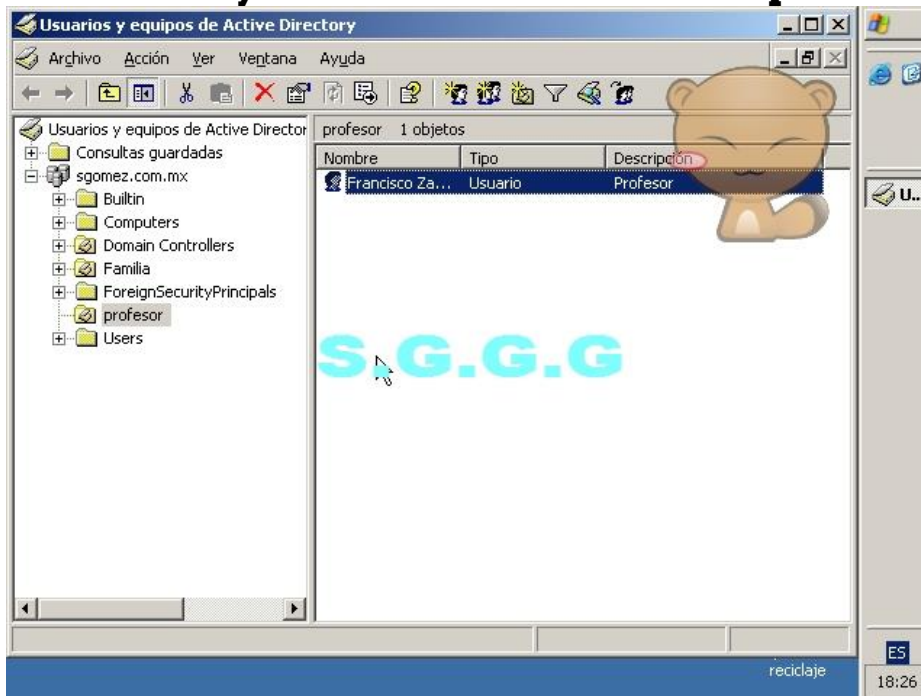 Usuarios y equipos de Active Directory
Archivo Acción Ver Ventana Ayuda
Usuarios y equipos de Active Director
profesor 1 objetos
Consultas guardadas
Nombre Tipo Descripción
sgomez.com.mx
Francisco Za... Usuario Profesor
Builtin
Computers
Domain Controllers
Familia
ForeignSecurityPrincipals
profesor
Users
S.G.G.G
U..
reciclaje
ES
18:26